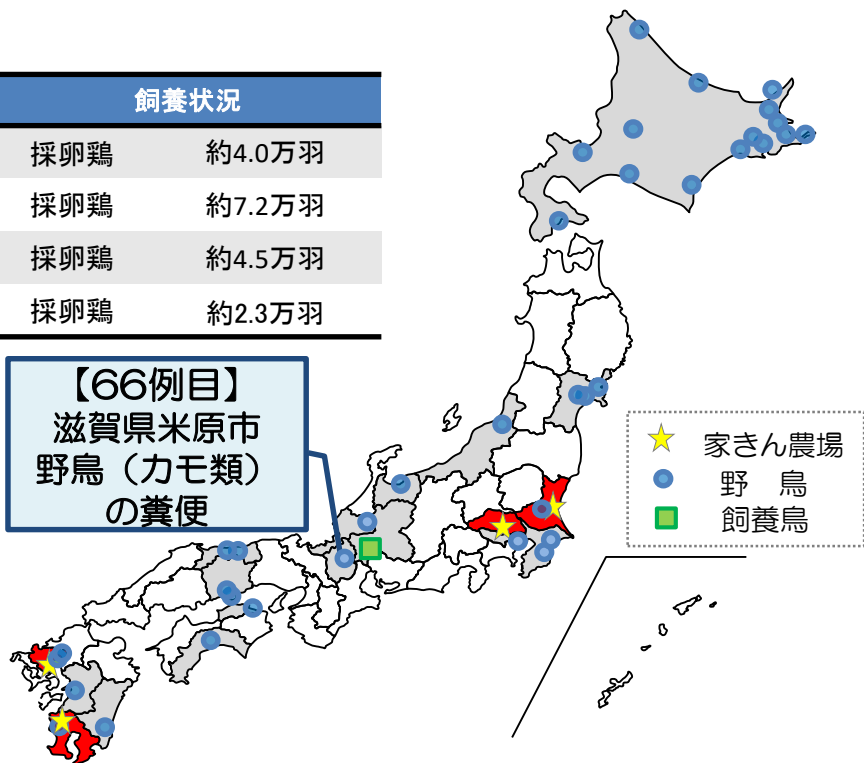 飼養状況
採卵鶏 約4.0万羽
採卵鶏 約7.2万羽
採卵鶏 約4.5万羽
採卵鶏 約2.3万羽
【66例目】
滋賀県米原市
野鳥（カモ類）
の糞便
家きん農場
野　鳥
飼養鳥